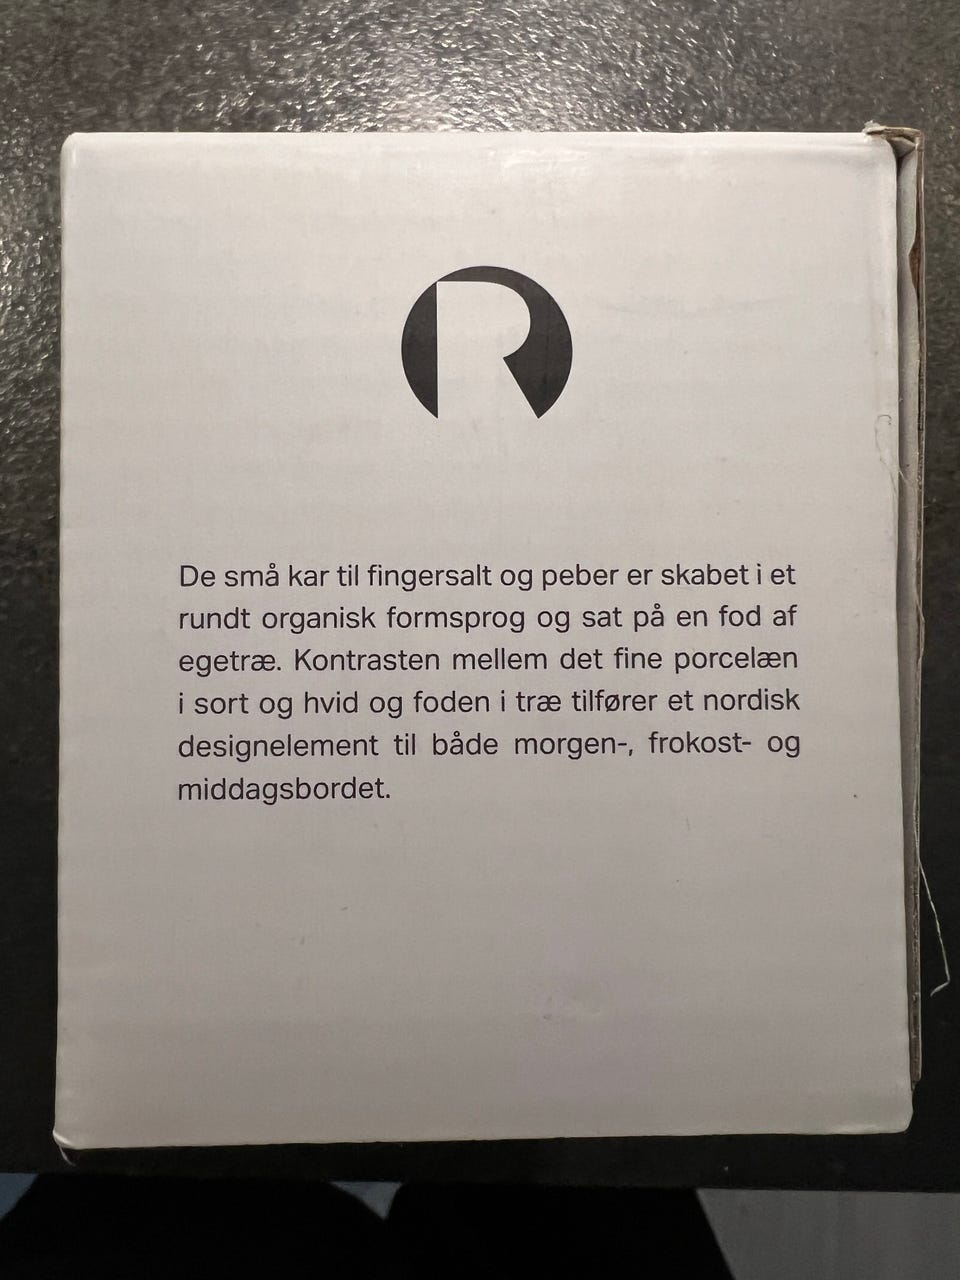 R
De små kar til fingersalt og peber er skabet i et
rundt organisk formsprog og sat på en fod af
egetræ. Kontrasten mellem det fine porcelæn
i sort og hvid og foden i træ tilfører et nordisk
designelement til både morgen-, frokost- og
middagsbordet.